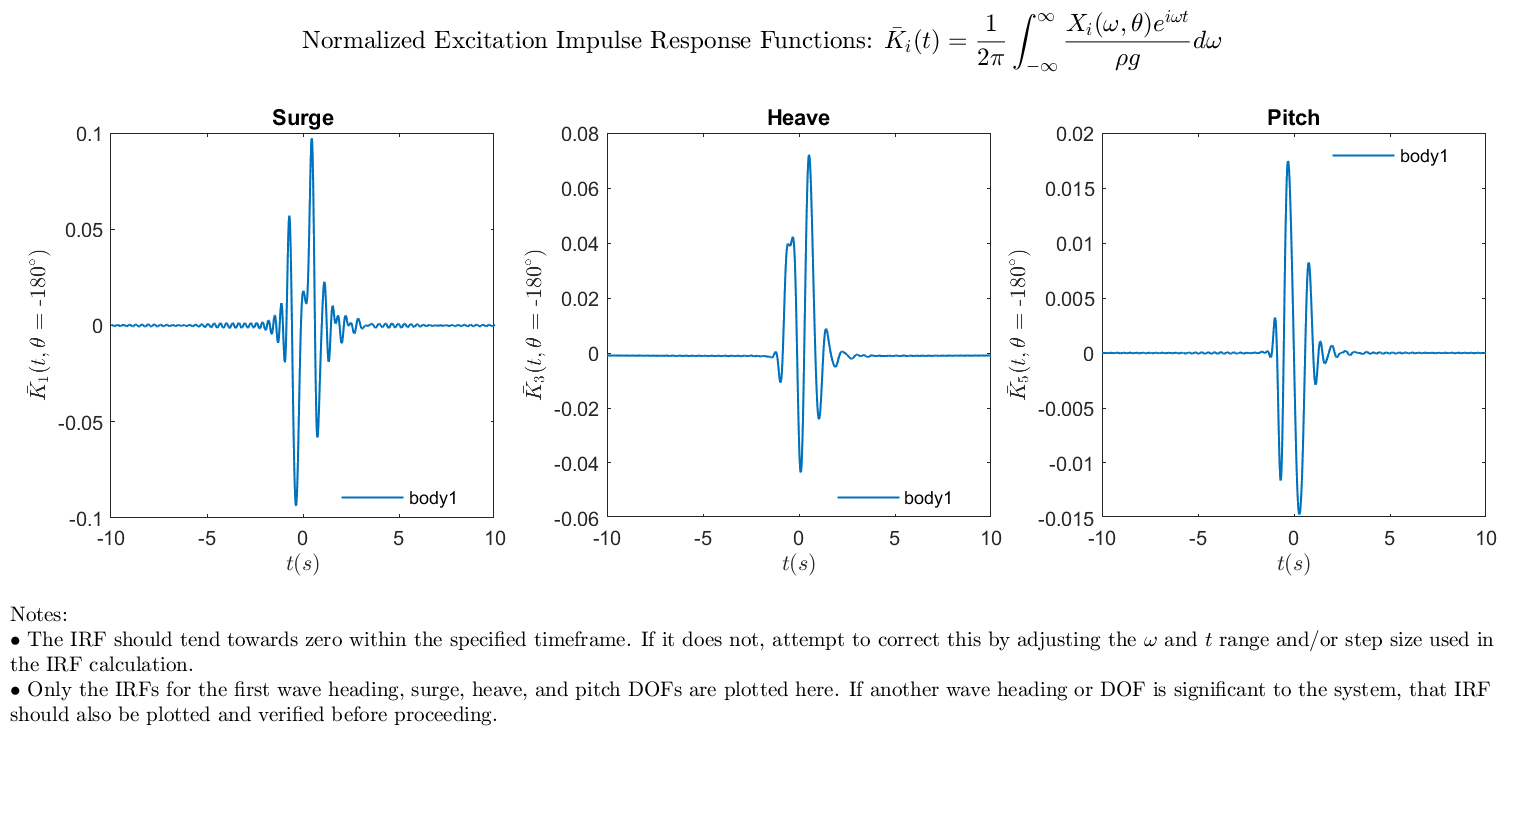 Normalized Excitation Impulse Response Functions: K̄ᵢ(t) = 1/2π ∫_{-∞}^{∞} Xᵢ(ω, θ)e^{iωt}/ρg dω
Surge
0.1
0.05
0
-0.05
-0.1
-10 -5 0 5 10
t(s)
K̄₁(t, θ = -180°)
body1
Heave
0.08
0.06
0.04
0.02
0
-0.02
-0.04
-0.06
-10 -5 0 5 10
t(s)
K̄₃(t, θ = -180°)
body1
Pitch
0.02
0.015
0.01
0.005
0
-0.005
-0.01
-0.015
-10 -5 0 5 10
t(s)
K̄₅(t, θ = -180°)
body1
Notes:
• The IRF should tend towards zero within the specified timeframe. If it does not, attempt to correct this by adjusting the ω and t range and/or step size used in
the IRF calculation.
• Only the IRFs for the first wave heading, surge, heave, and pitch DOFs are plotted here. If another wave heading or DOF is significant to the system, that IRF
should also be plotted and verified before proceeding.